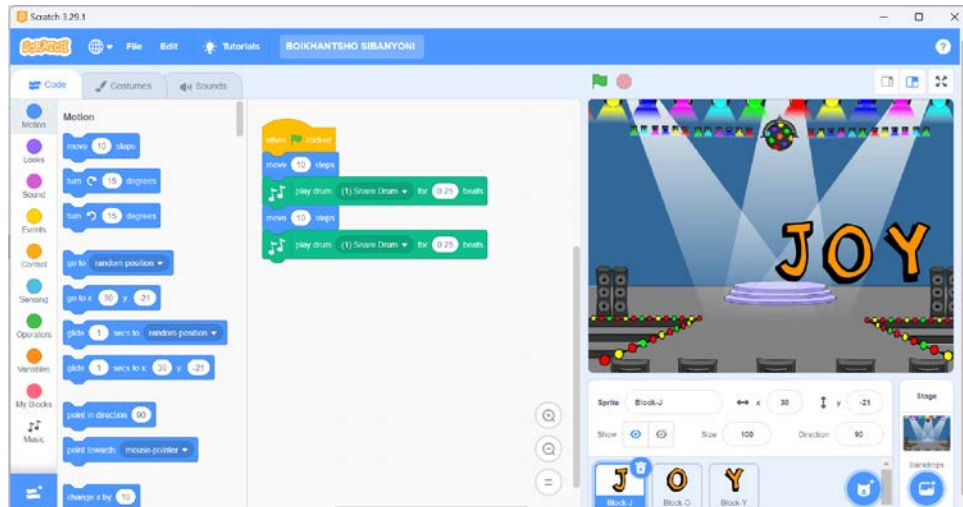 Scratch 3.29.1
SCRATCH File Edit Tutorials BOIKHANTSHO SIBANYONI
Code Costumes Sounds
Motion
Looks
Sound
Events
Control
Sensing
Operators
Variables
My Blocks
Music
Motion
move 10 steps
turn 15 degrees
turn 15 degrees
go to random position
go to x: 30 y: -21
glide 1 secs to random position
glide 1 secs to x: 30 y: -21
point in direction 90
point towards mouse-pointer
change x by 10
when clicked
move 10 steps
play drum (1) Snare Drum for 0.25 beats
move 10 steps
play drum (1) Snare Drum for 0.25 beats
JOY
Sprite Block-J x 30 y -21
Show Size 100 Direction 90
J O Y
Block-J Block-O Block-Y
Stage
Backdrops